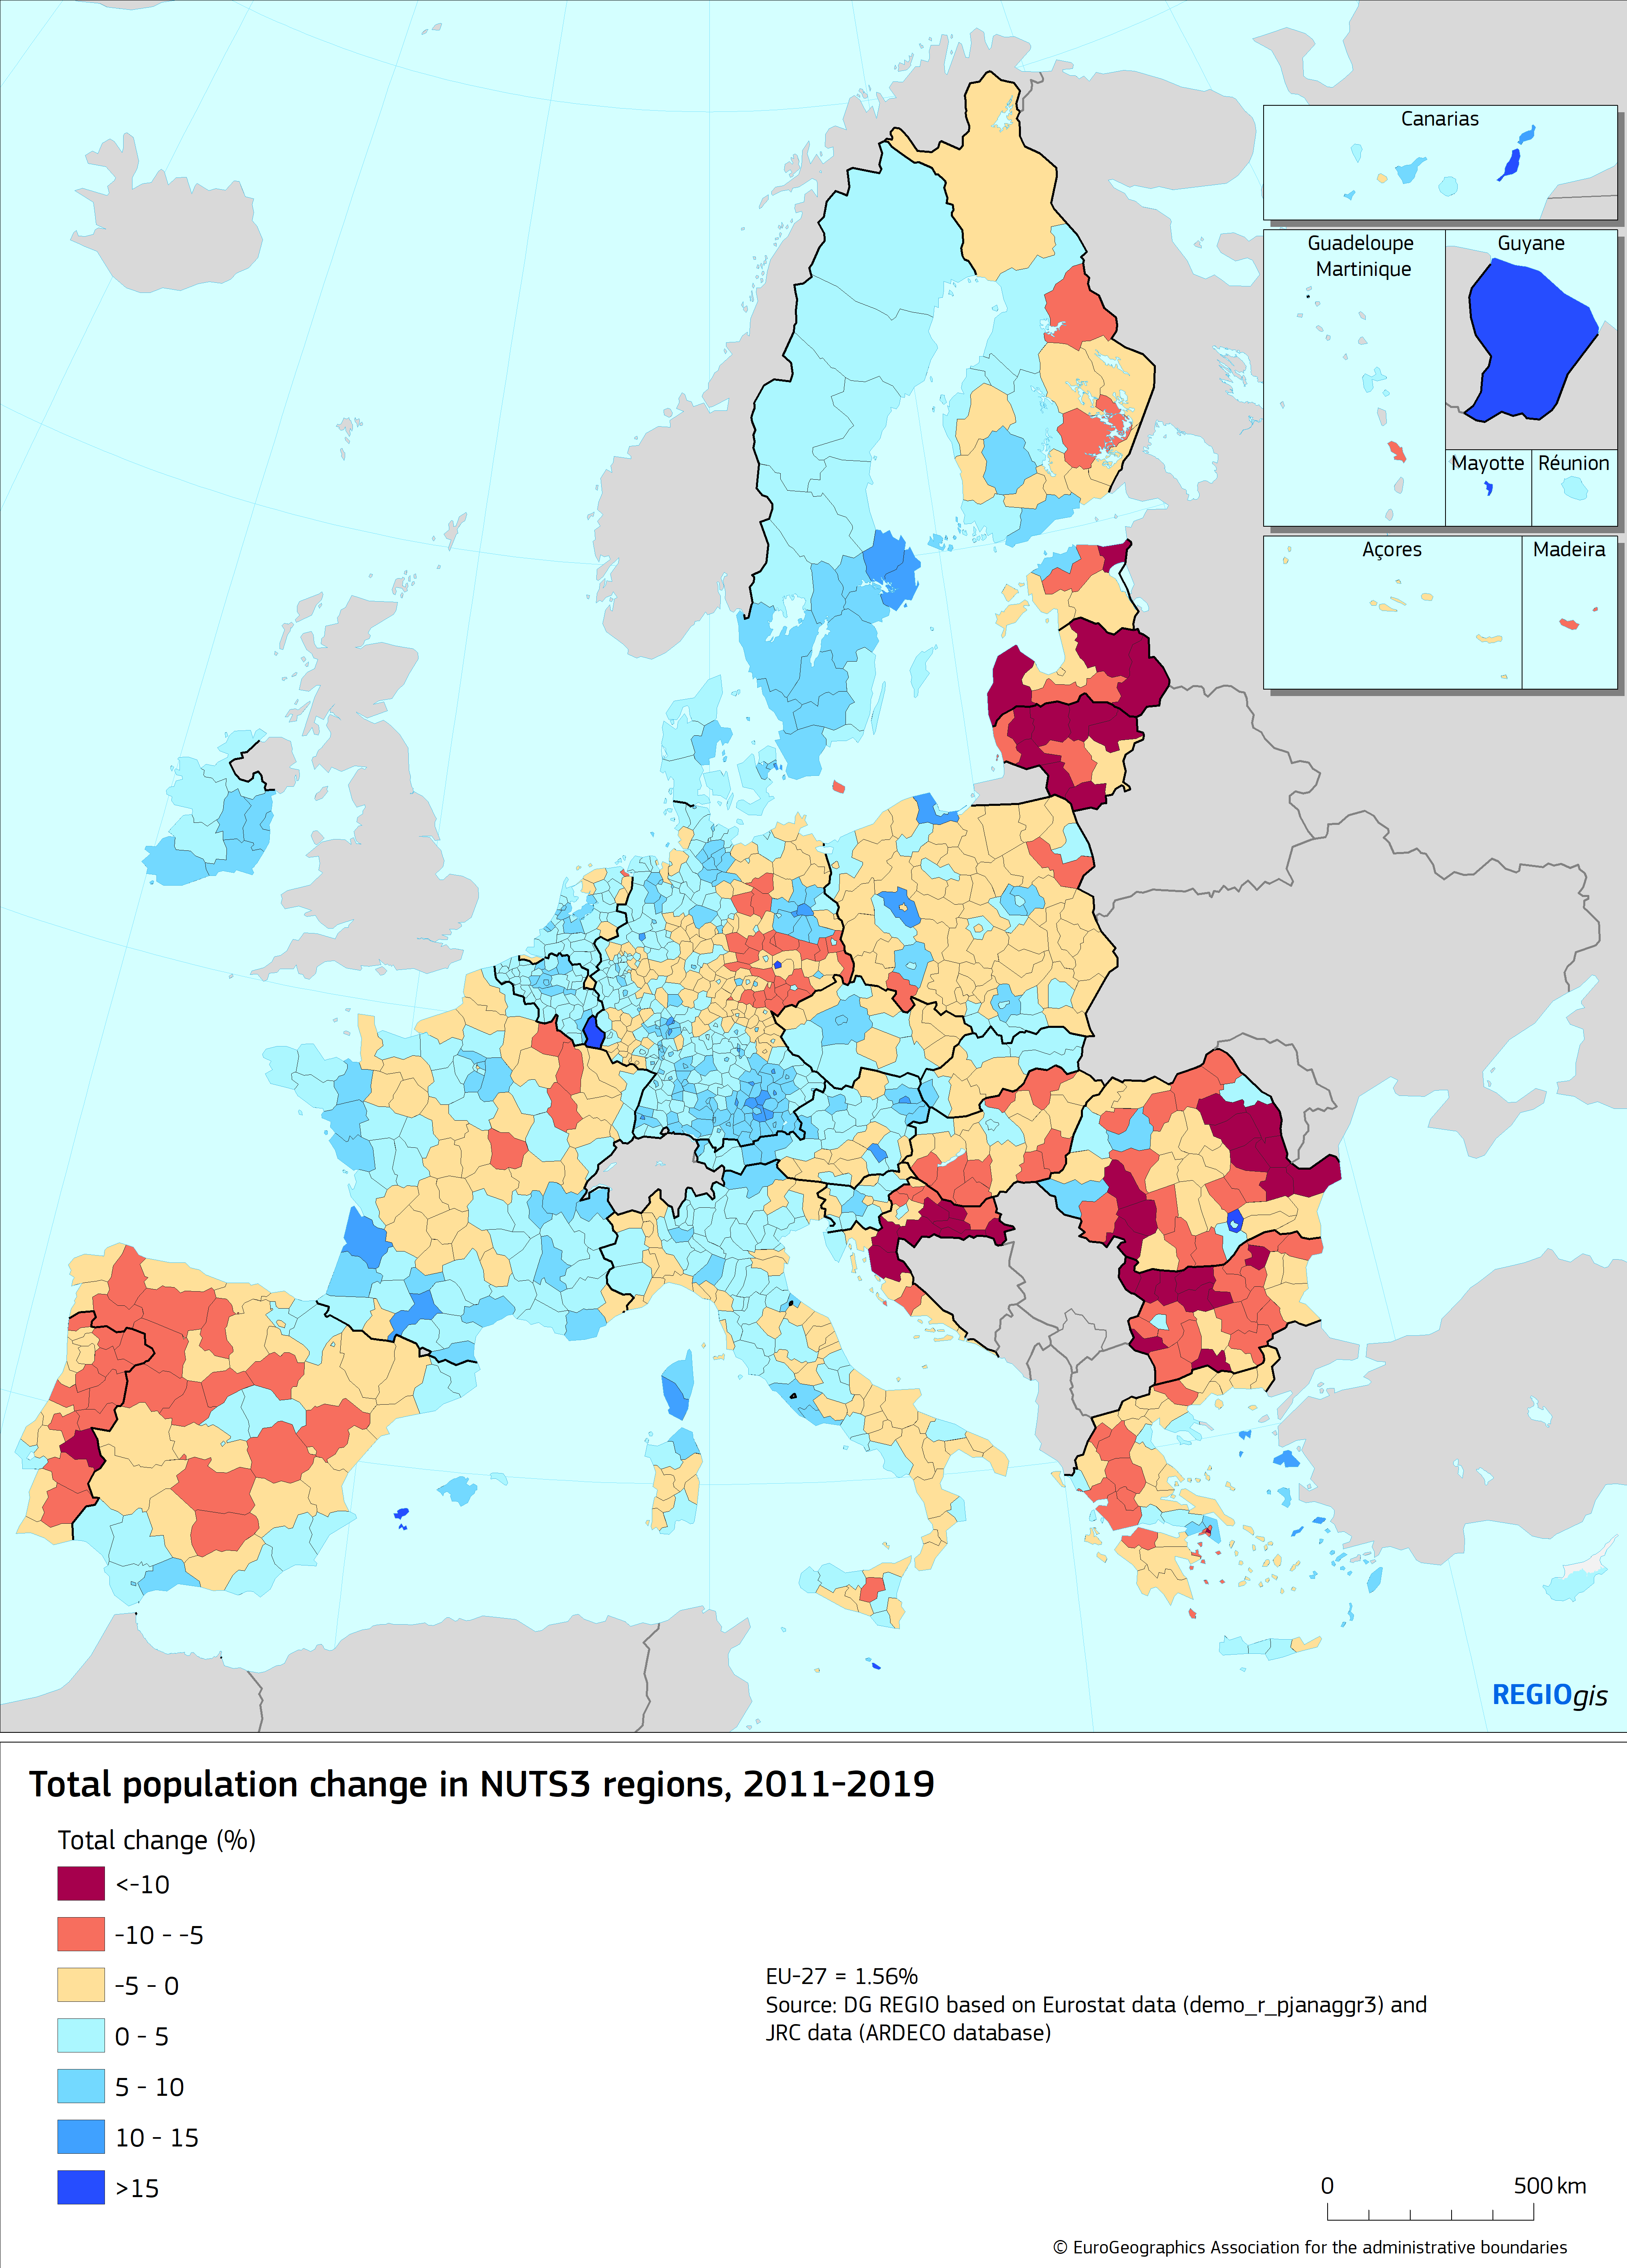 Canarias
Guadeloupe
Martinique
Guyane
Mayotte
Réunion
Açores
Madeira
REGIOgis
Total population change in NUTS3 regions, 2011-2019
Total change (%)
<-10
-10 - -5
-5 - 0
0 - 5
5 - 10
10 - 15
>15
EU-27 = 1.56%
Source: DG REGIO based on Eurostat data (demo_r_pjanaggr3) and
JRC data (ARDECO database)
0 500 km
© EuroGeographics Association for the administrative boundaries